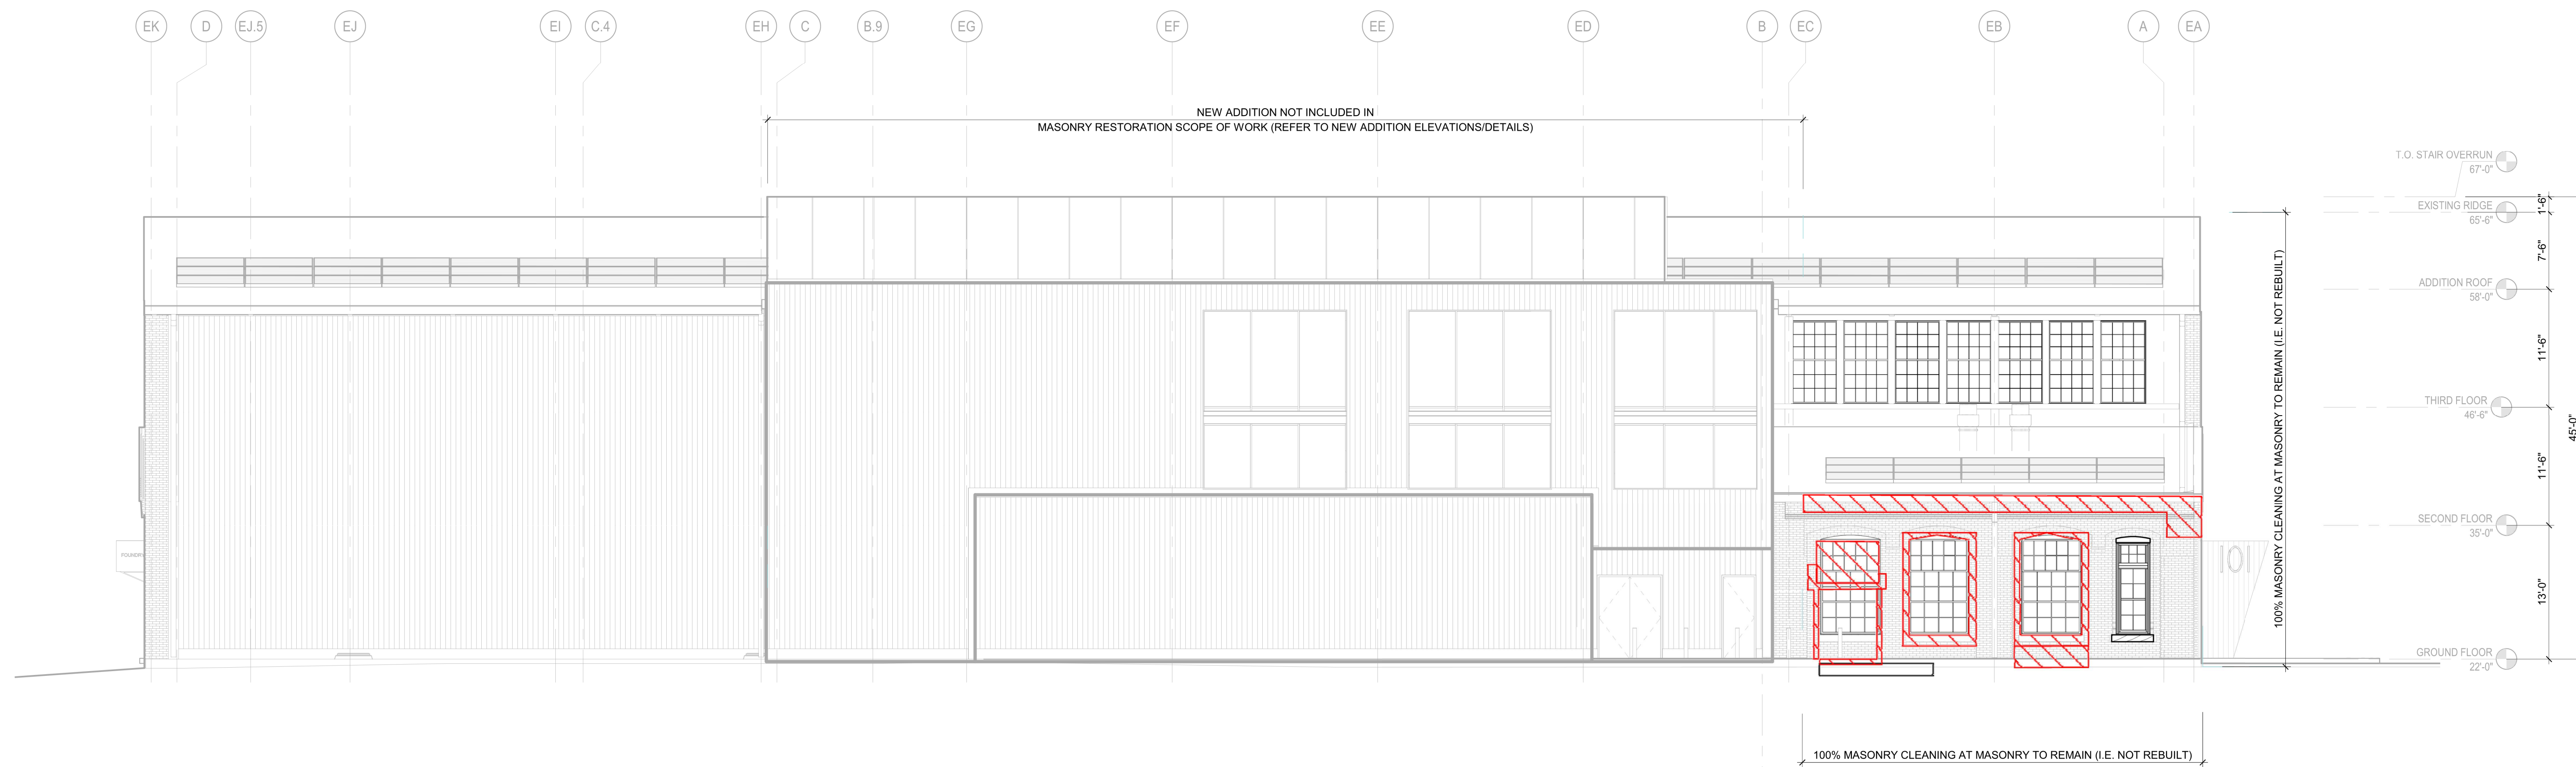 EK
D
EJ.5
EJ
EI
C.4
EH
C
B.9
EG
EF
EE
ED
B
EC
EB
A
EA
NEW ADDITION NOT INCLUDED IN
MASONRY RESTORATION SCOPE OF WORK (REFER TO NEW ADDITION ELEVATIONS/DETAILS)
T.O. STAIR OVERRUN
67'-0"
1'-6"
EXISTING RIDGE
65'-6"
7'-6"
ADDITION ROOF
58'-0"
11'-6"
THIRD FLOOR
46'-6"
45'-0"
11'-6"
SECOND FLOOR
35'-0"
13'-0"
GROUND FLOOR
22'-0"
100% MASONRY CLEANING AT MASONRY TO REMAIN (I.E. NOT REBUILT)
FOUNDRY
101
100% MASONRY CLEANING AT MASONRY TO REMAIN (I.E. NOT REBUILT)